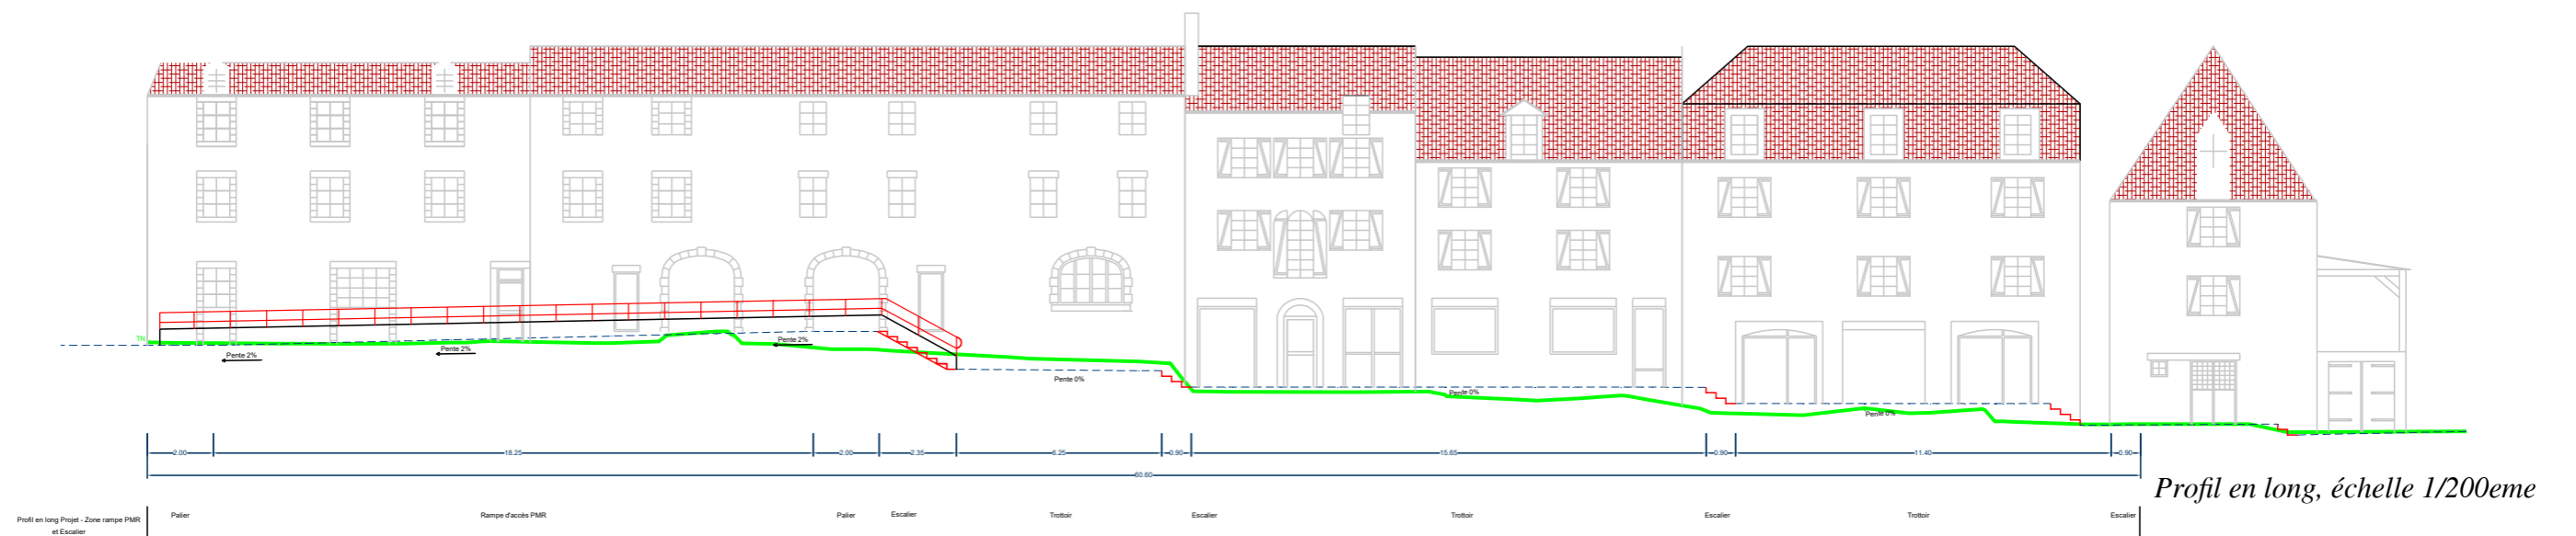 TN
Pente 2%
Pente 2%
Pente 2%
Pente 0%
Pente 0%
Pente 0%
2.00
18.25
2.00
2.35
6.25
0.90
15.65
0.90
11.40
0.90
60.60
Profil en long, échelle 1/200eme
Profil en long Projet - Zone rampe PMR
et Escalier
Palier
Rampe d'accès PMR
Palier
Escalier
Trottoir
Escalier
Trottoir
Escalier
Trottoir
Escalier